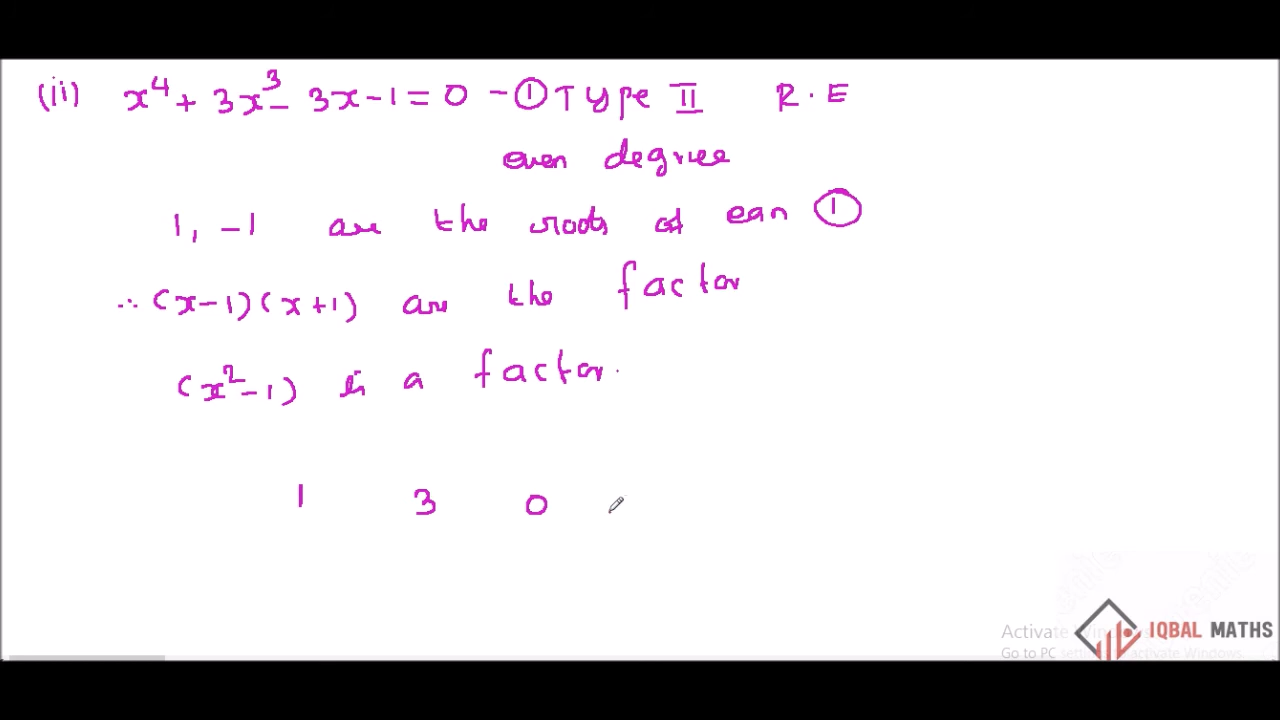 (ii) x⁴ + 3x³ - 3x - 1 = 0 - ① Type II R.E
even degree
1, -1 are the roots of eqn ①
∴ (x-1)(x+1) are the factor
(x²-1) is a factor.
1 3 0
Activate Windows
Go to PC settings to activate Windows.
IQBAL MATHS